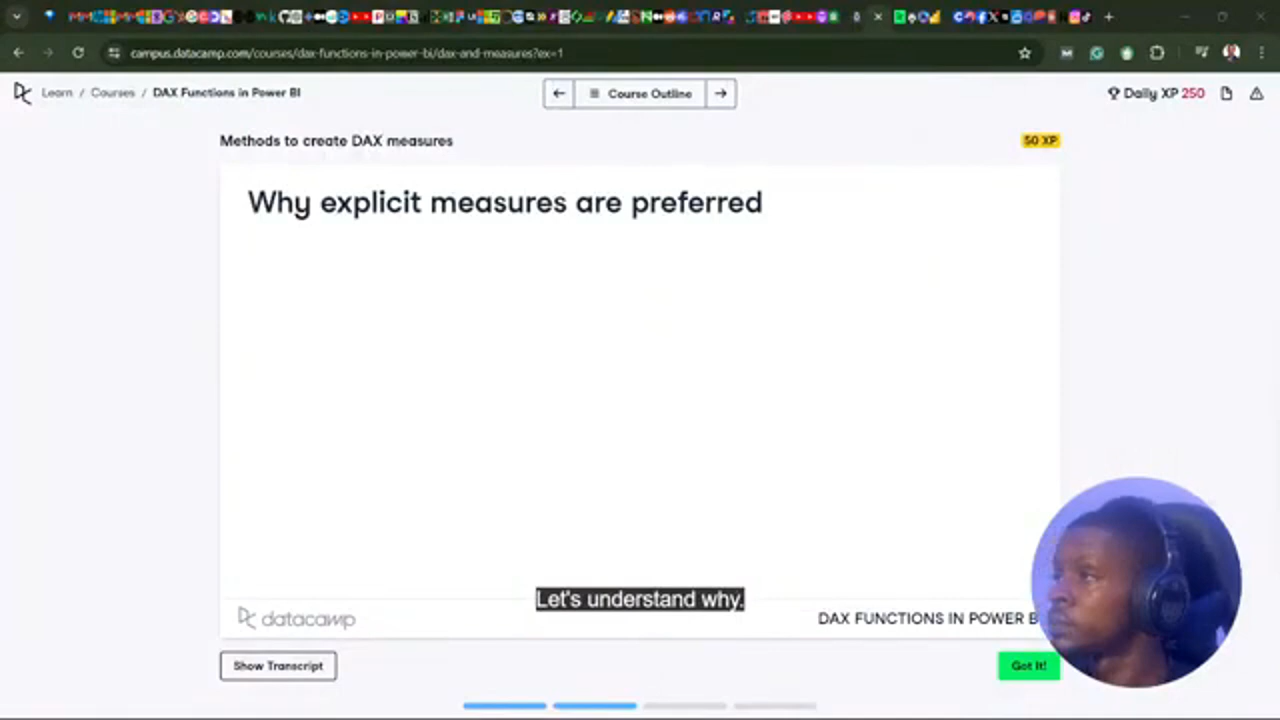 campus.datacamp.com/courses/dax-functions-in-power-bi/dax-and-measures?ex=1
Learn / Courses / DAX Functions in Power BI
Course Outline
Daily XP 250
Methods to create DAX measures
50 XP
Why explicit measures are preferred
Let's understand why.
datacamp
DAX FUNCTIONS IN POWER
Show Transcript
Got It!